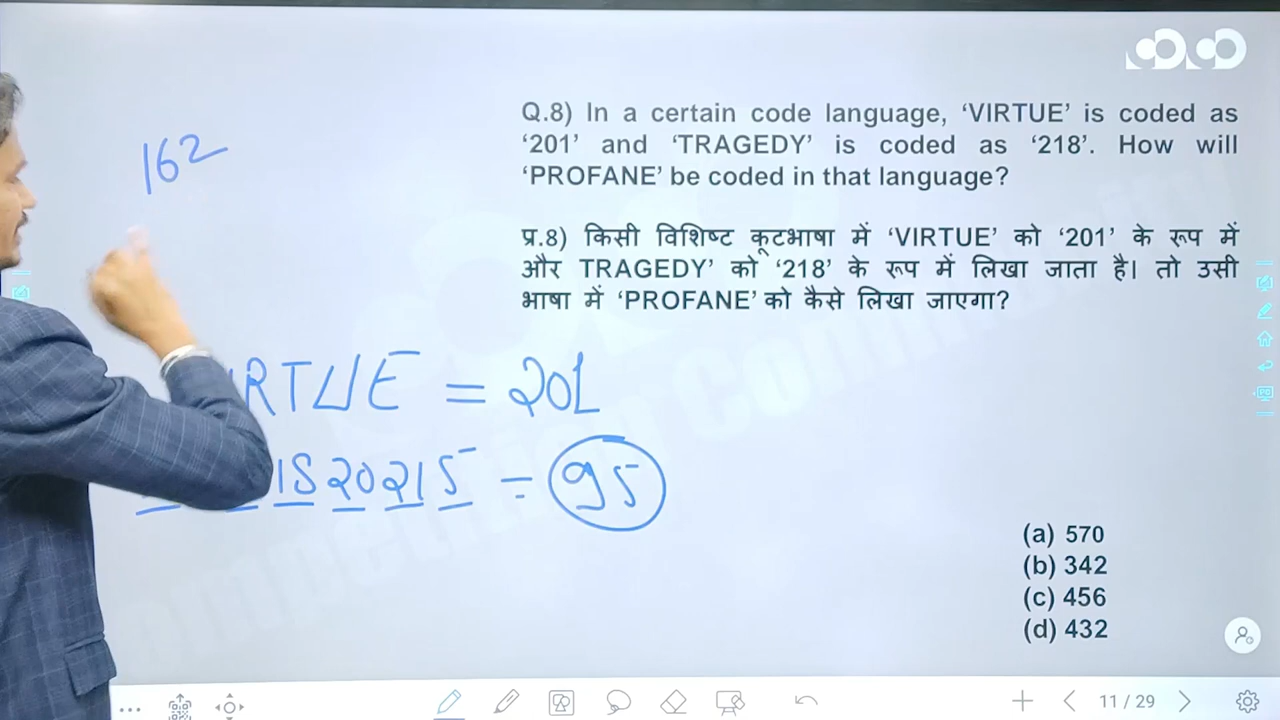 Q.8) In a certain code language, ‘VIRTUE’ is coded as
‘201’ and ‘TRAGEDY’ is coded as ‘218’. How will
‘PROFANE’ be coded in that language?
162
प्र.8) किसी विशिष्ट कूटभाषा में ‘VIRTUE’ को ‘201’ के रूप में
और TRAGEDY’ को ‘218’ के रूप में लिखा जाता है। तो उसी
भाषा में ‘PROFANE’ को कैसे लिखा जाएगा?
RTUE = 201
18 20 21 5 = 95
(a) 570
(b) 342
(c) 456
(d) 432
11 / 29